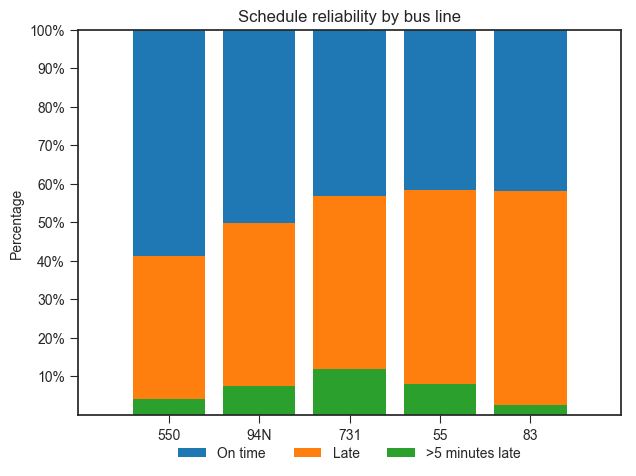 Schedule reliability by bus line
Percentage
100%
90%
80%
70%
60%
50%
40%
30%
20%
10%
550 94N 731 55 83
On time Late >5 minutes late